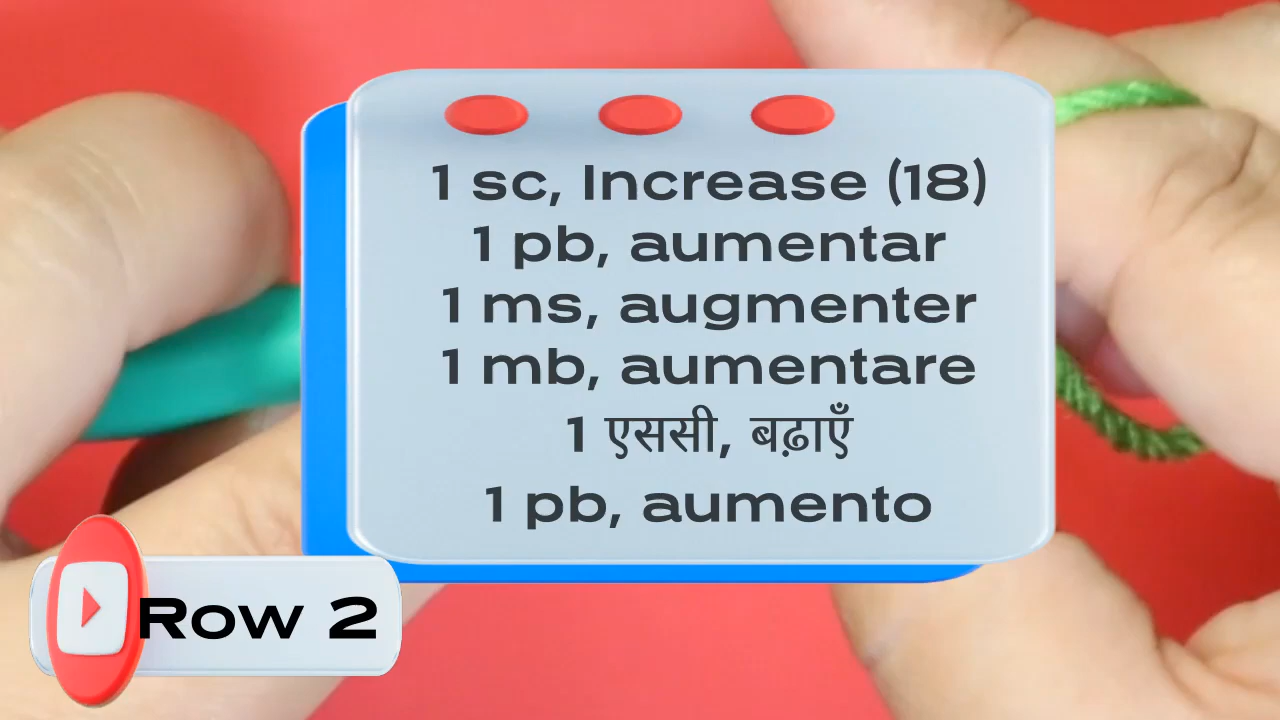 1 sc, Increase (18)
1 pb, aumentar
1 ms, augmenter
1 mb, aumentare
1 एससी, बढ़ाएँ
1 pb, aumento
Row 2